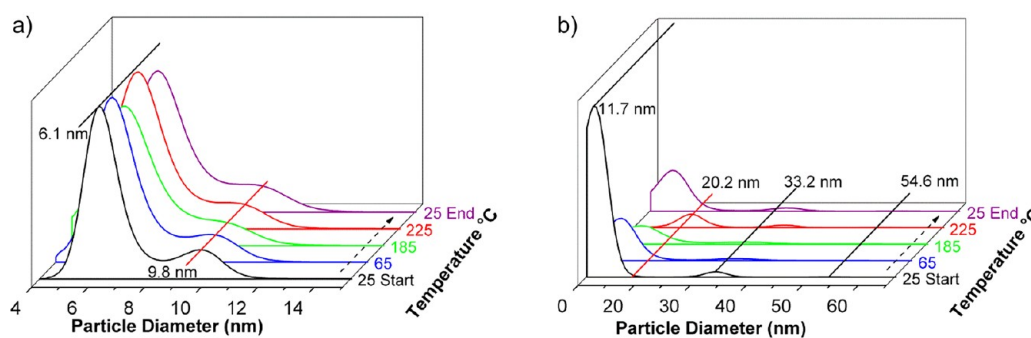 a)
6.1 nm
9.8 nm
25 End
225
185
65
25 Start
Temperature °C
4 6 8 10 12 14
Particle Diameter (nm)
b)
11.7 nm
20.2 nm
33.2 nm
54.6 nm
25 End
225
185
65
25 Start
Temperature °C
0 10 20 30 40 50 60
Particle Diameter (nm)